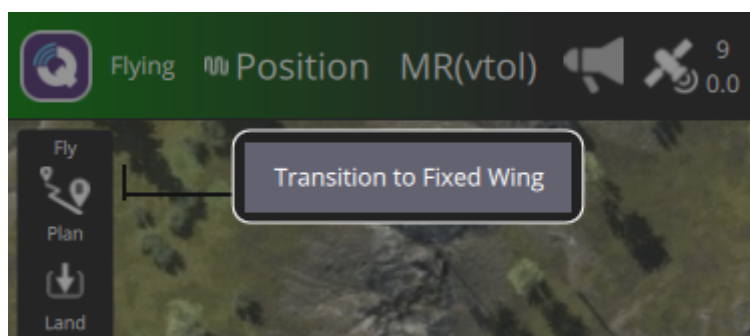 Flying Position MR(vtol) 9
0.0
Fly
Transition to Fixed Wing
Plan
Land